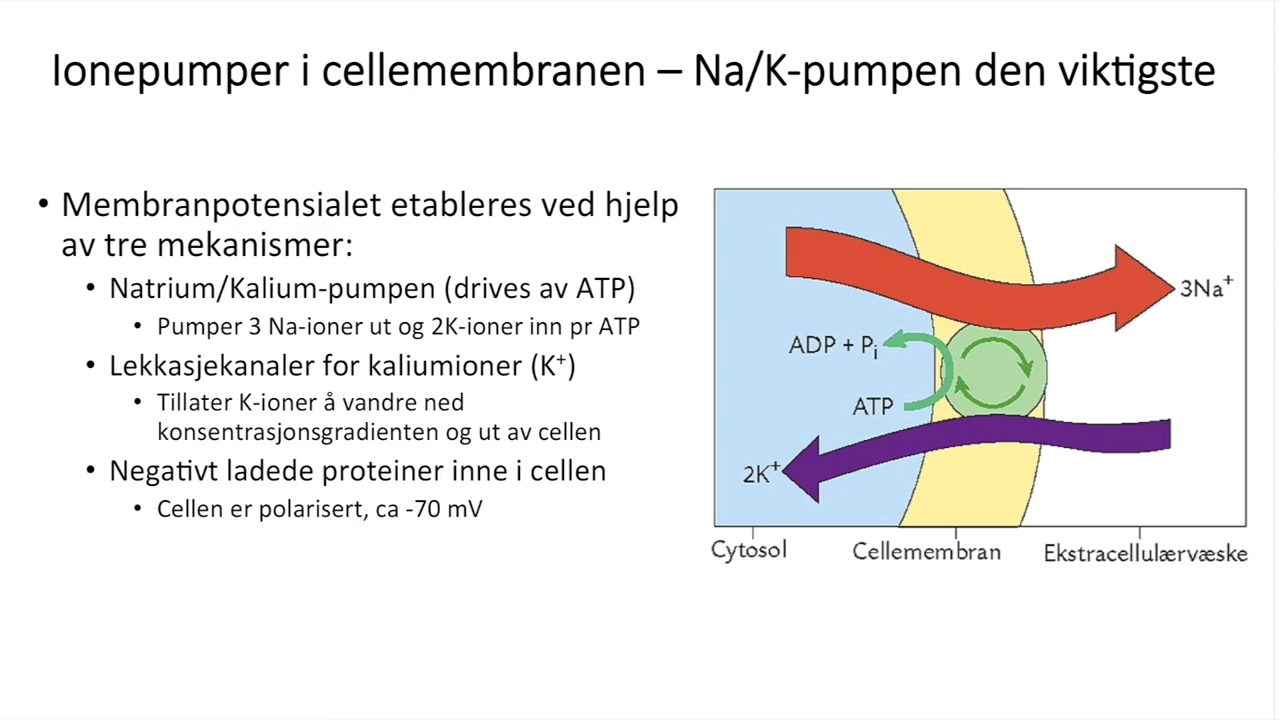 Ionepumper i cellemembranen – Na/K-pumpen den viktigste
• Membranpotensialet etableres ved hjelp
av tre mekanismer:
• Natrium/Kalium-pumpen (drives av ATP)
• Pumper 3 Na-ioner ut og 2K-ioner inn pr ATP
• Lekkasjekanaler for kaliumioner (K⁺)
• Tillater K-ioner å vandre ned
konsentrasjonsgradienten og ut av cellen
• Negativt ladede proteiner inne i cellen
• Cellen er polarisert, ca -70 mV
3Na⁺
ADP + Pᵢ
ATP
2K⁺
Cytosol
Cellemembran
Ekstracellulærvæske